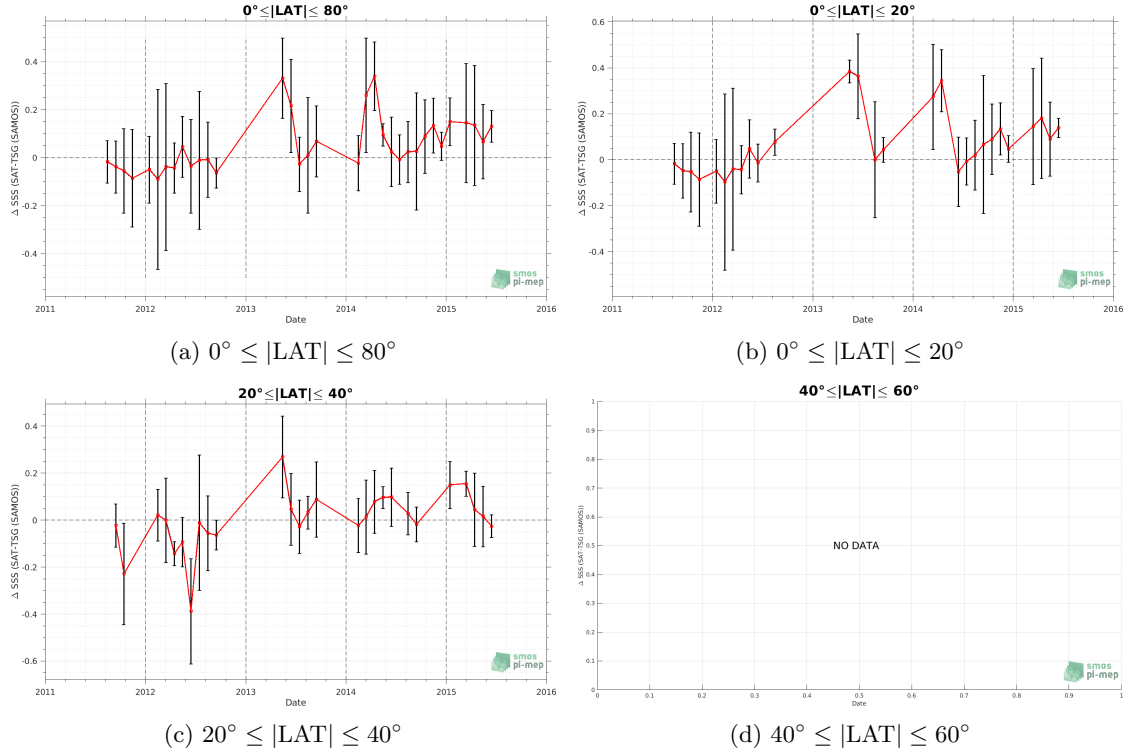 0°≤|LAT|≤ 80°
Δ SSS (SAT-TSG (SAMOS))
0.4
0.2
0
-0.2
-0.4
2011 2012 2013 2014 2015 2016
Date
smos
pi-mep
(a) 0° ≤ |LAT| ≤ 80°
0°≤|LAT|≤ 20°
Δ SSS (SAT-TSG (SAMOS))
0.6
0.4
0.2
0
-0.2
-0.4
2011 2012 2013 2014 2015 2016
Date
smos
pi-mep
(b) 0° ≤ |LAT| ≤ 20°
20°≤|LAT|≤ 40°
Δ SSS (SAT-TSG (SAMOS))
0.4
0.2
0
-0.2
-0.4
-0.6
2011 2012 2013 2014 2015 2016
Date
smos
pi-mep
(c) 20° ≤ |LAT| ≤ 40°
40°≤|LAT|≤ 60°
Δ SSS (SAT-TSG (SAMOS))
1
0.9
0.8
0.7
0.6
0.5
0.4
0.3
0.2
0.1
0
NO DATA
0 0.1 0.2 0.3 0.4 0.5 0.6 0.7 0.8 0.9 1
Date
smos
pi-mep
(d) 40° ≤ |LAT| ≤ 60°